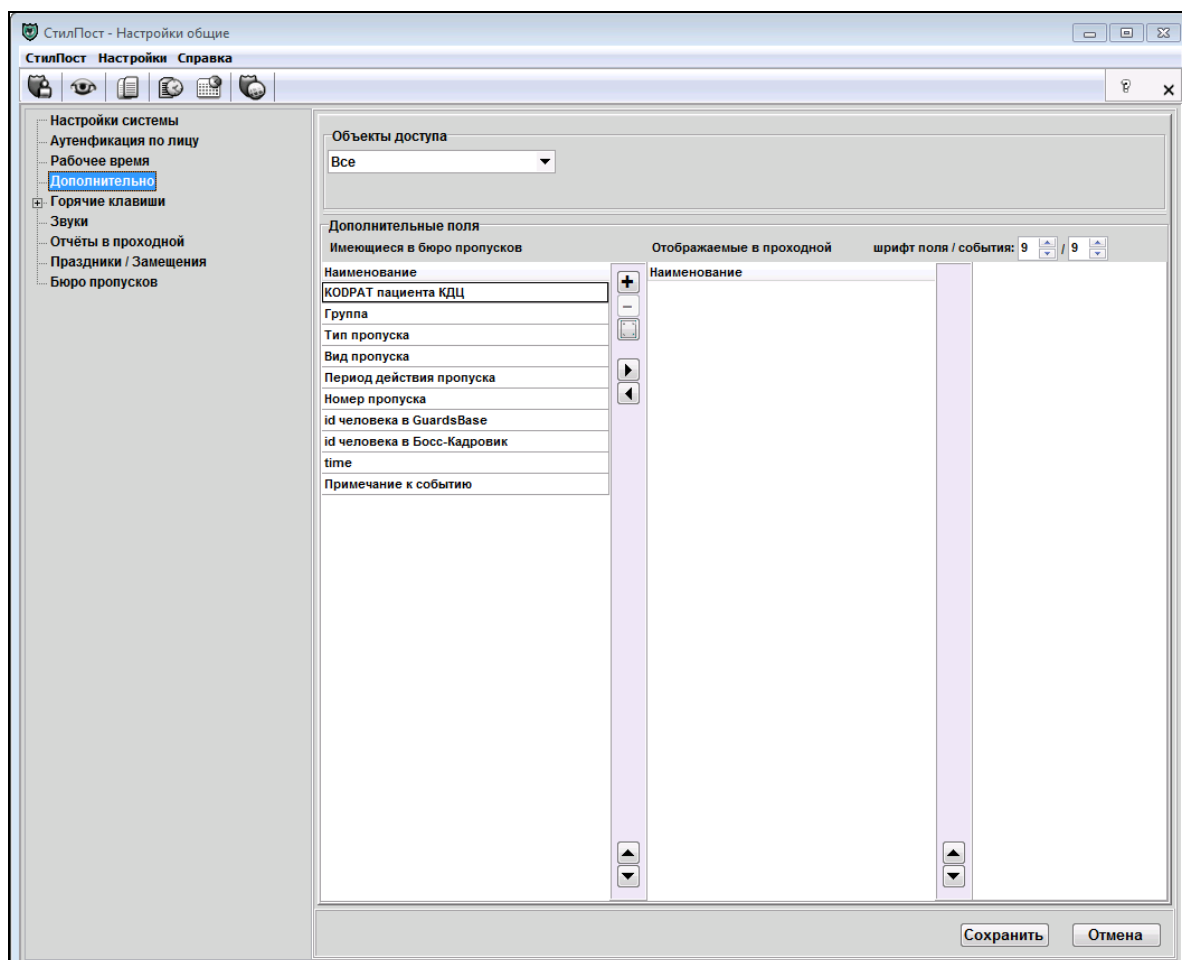 СтилПост - Настройки общие
СтилПост Настройки Справка
Настройки системы
Аутенфикация по лицу
Рабочее время
Дополнительно
Горячие клавиши
Звуки
Отчёты в проходной
Праздники / Замещения
Бюро пропусков
Объекты доступа
Все
Дополнительные поля
Имеющиеся в бюро пропусков Отображаемые в проходной шрифт поля / события: 9 / 9
Наименование Наименование
KODPAT пациента КДЦ
Группа
Тип пропуска
Вид пропуска
Период действия пропуска
Номер пропуска
id человека в GuardsBase
id человека в Босс-Кадровик
time
Примечание к событию
Сохранить Отмена